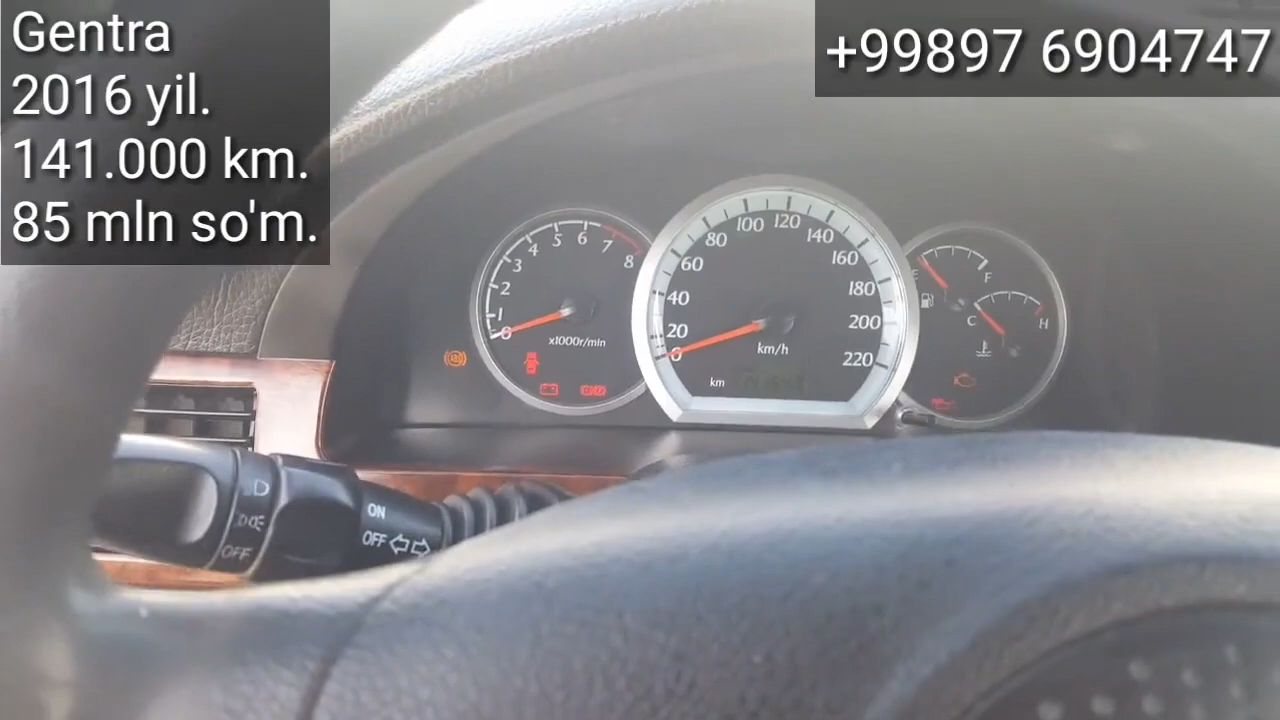 Gentra
2016 yil.
141.000 km.
85 mln so'm.
+99897 6904747
0
1
2
3
4
5
6
7
8
x1000r/min
0
20
40
60
80
100
120
140
160
180
200
220
km/h
km
E
F
C
H
ON
OFF
OFF